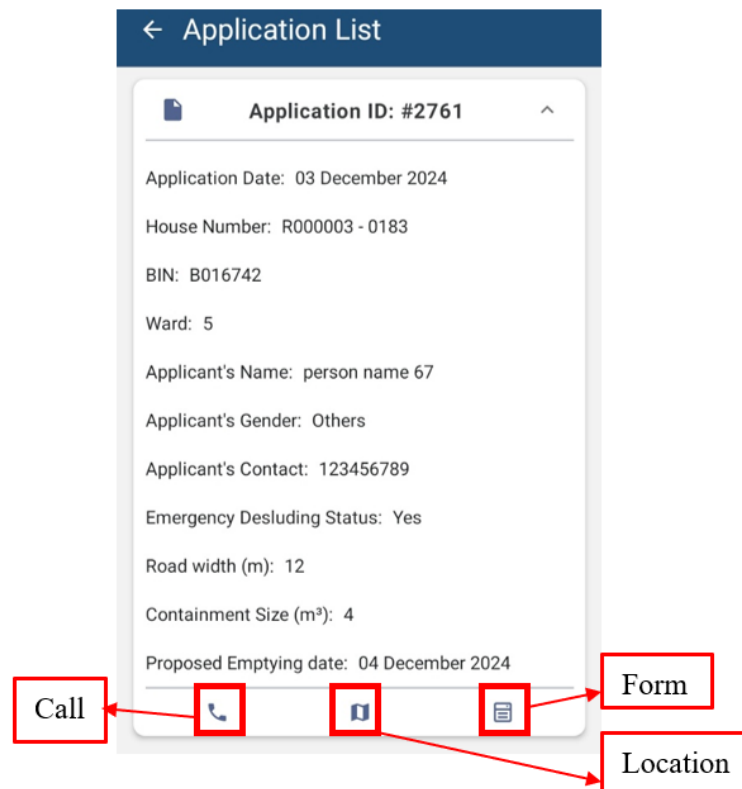 Application List
Application ID: #2761
Application Date: 03 December 2024
House Number: R000003 - 0183
BIN: B016742
Ward: 5
Applicant's Name: person name 67
Applicant's Gender: Others
Applicant's Contact: 123456789
Emergency Desluding Status: Yes
Road width (m): 12
Containment Size (m³): 4
Proposed Emptying date: 04 December 2024
Call
Form
Location